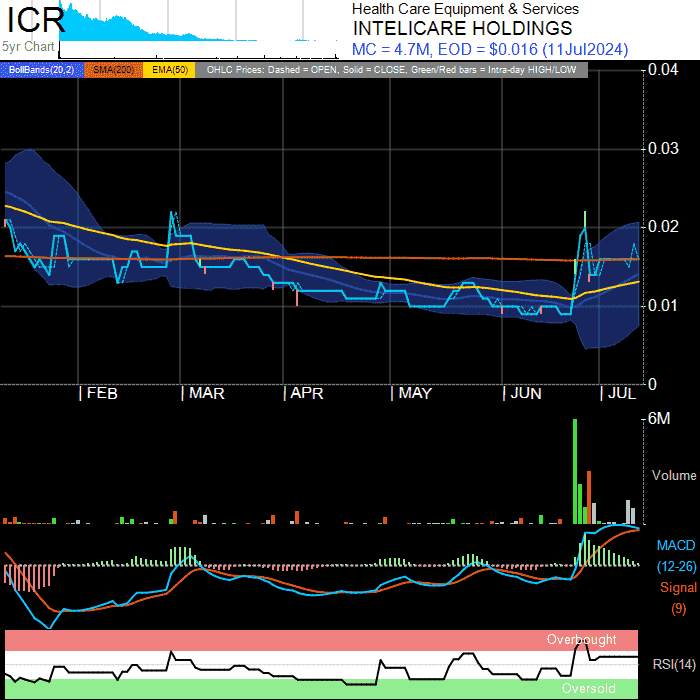 ICR
5yr Chart
Health Care Equipment & Services
INTELICARE HOLDINGS
MC = 4.7M, EOD = $0.016 (11Jul2024)
BollBands(20,2) SMA(200) EMA(50) OHLC Prices: Dashed = OPEN, Solid = CLOSE, Green/Red bars = Intra-day HIGH/LOW
0.04
0.03
0.02
0.01
0
FEB MAR APR MAY JUN JUL
6M
Volume
MACD
(12-26)
Signal
(9)
Overbought
RSI(14)
Oversold